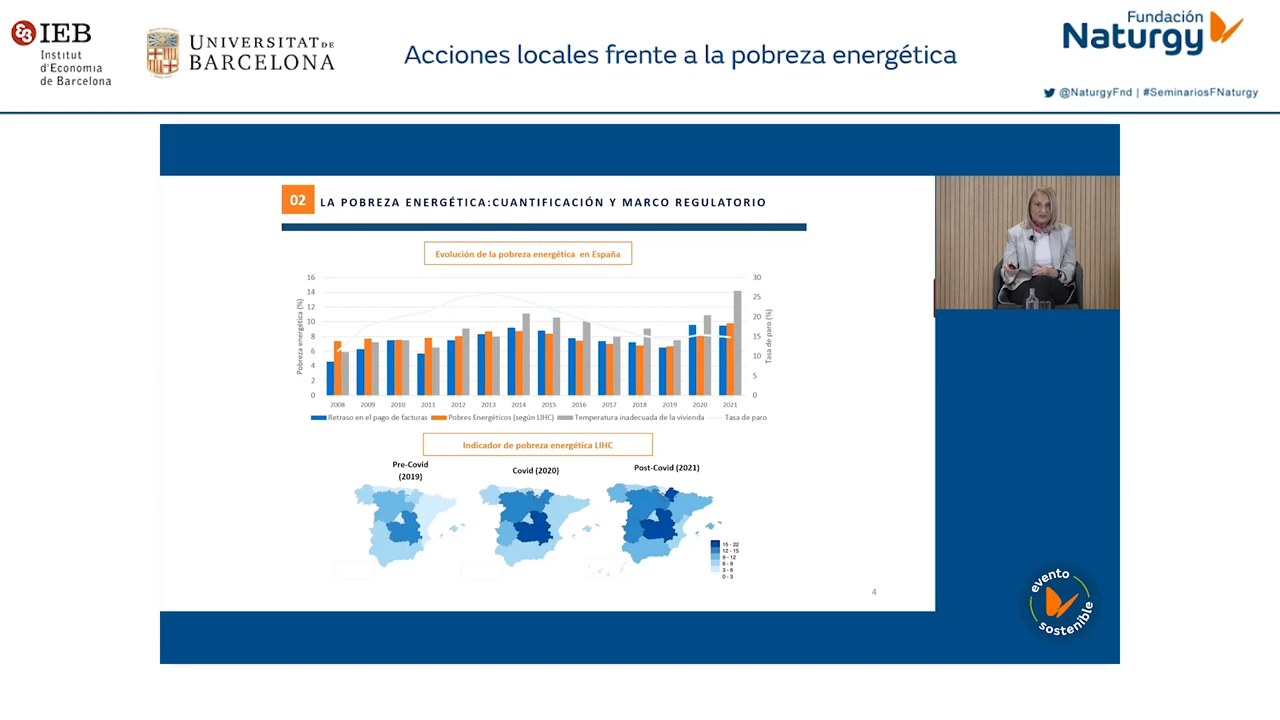 IEB
Institut
d'Economia
de Barcelona
UNIVERSITAT DE
BARCELONA
Acciones locales frente a la pobreza energética
Fundación
Naturgy
@NaturgyFnd | #SeminariosFNaturgy
02 LA POBREZA ENERGÉTICA:CUANTIFICACIÓN Y MARCO REGULATORIO
Evolución de la pobreza energética en España
Pobreza energética (%)
16
14
12
10
8
6
4
2
0
30
25
20
15
10
5
0
Tasa de paro (%)
2008 2009 2010 2011 2012 2013 2014 2015 2016 2017 2018 2019 2020 2021
Retraso en el pago de facturas Pobres Energéticos (según LIHC) Temperatura inadecuada de la vivienda Tasa de paro
Indicador de pobreza energética LIHC
Pre-Covid
(2019)
Covid (2020)
Post-Covid (2021)
15 - 22
12 - 15
9 - 12
6 - 9
3 - 6
0 - 3
4
evento
sostenible